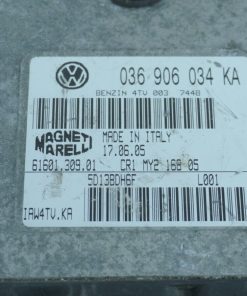 036 906 034 KA
BENZIN 4TV 003 7448
MAGNETI MARELLI
MADE IN ITALY
17.06.05
61601.309.01 CR1 MY2 168 05
5D13BDH6F L001
IAW4TV.KA